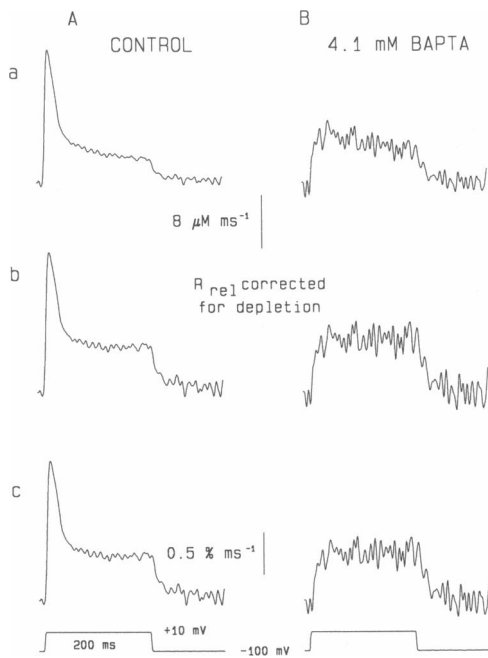 A
B
CONTROL
4.1 mM BAPTA
a
8 μM ms⁻¹
b
R rel corrected
for depletion
c
0.5 % ms⁻¹
+10 mV
200 ms
-100 mV